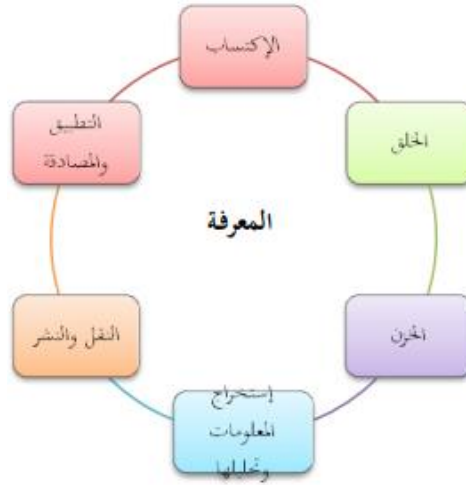 الإكتساب
الخلق
الخزن
إستخراج
المعلومات
وتحليلها
النقل والنشر
التطبيق
والمصادقة
المعرفة